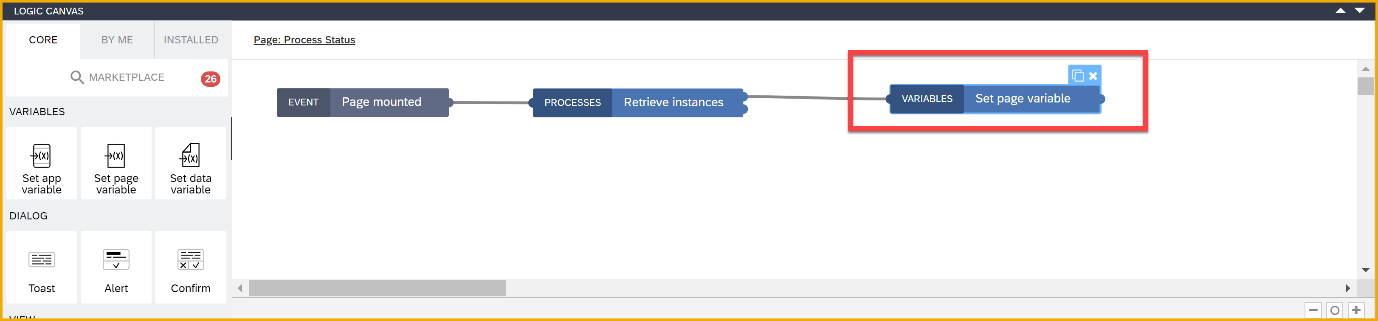 LOGIC CANVAS
CORE
BY ME
INSTALLED
Page: Process Status
MARKETPLACE
26
EVENT
Page mounted
PROCESSES
Retrieve instances
VARIABLES
Set page variable
VARIABLES
Set app
variable
Set page
variable
Set data
variable
DIALOG
Toast
Alert
Confirm
VIEW